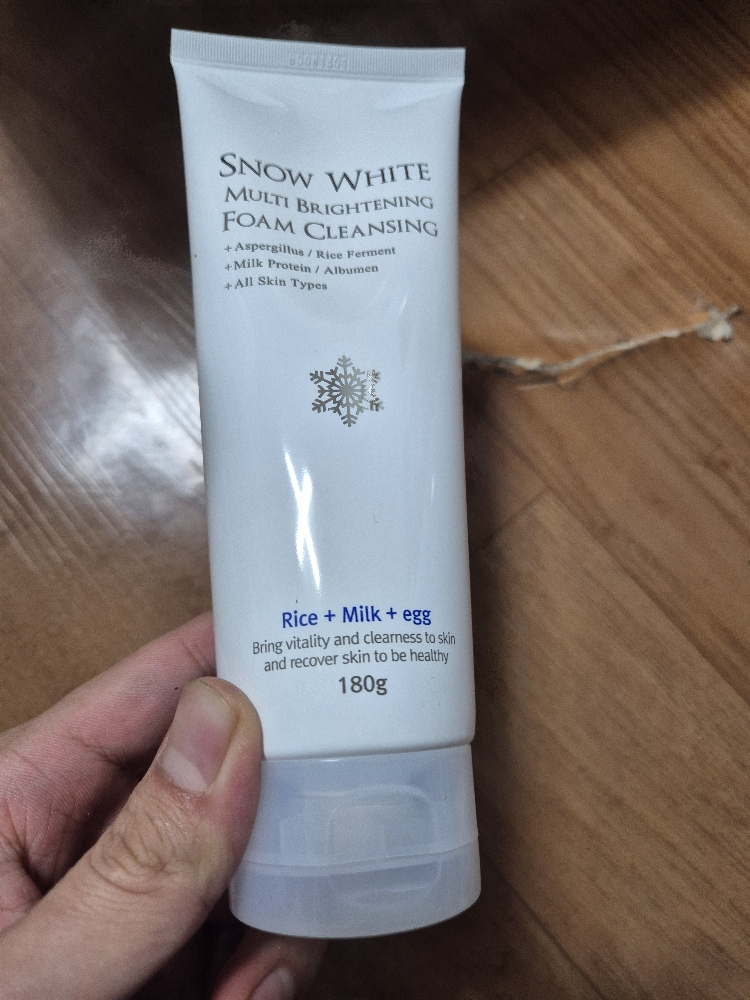 SNOW WHITE
MULTI BRIGHTENING
FOAM CLEANSING
+Aspergillus / Rice Ferment
+Milk Protein / Albumen
+All Skin Types
Rice + Milk + egg
Bring vitality and clearness to skin
and recover skin to be healthy
180g